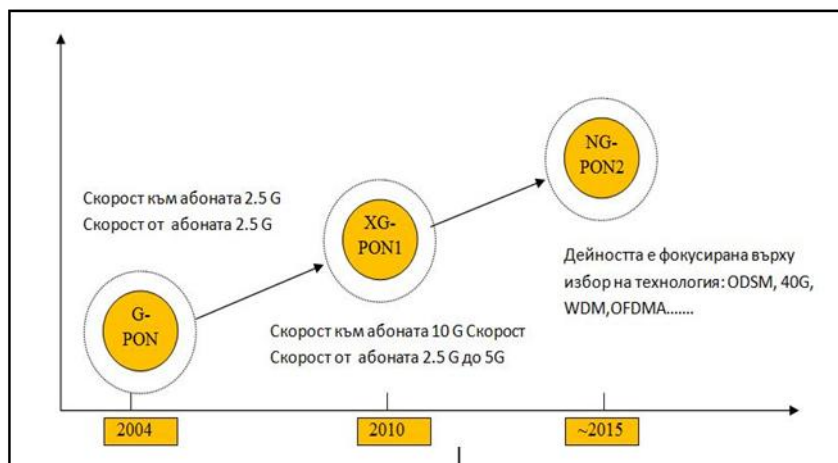 NG-
PON2
Скорост към абоната 2.5 G
Скорост от абоната 2.5 G
XG-
PON1
Дейността е фокусирана върху
избор на технология: ODSM, 40G,
WDM,OFDMA.......
G-
PON
Скорост към абоната 10 G Скорост
Скорост от абоната 2.5 G до 5G
2004
2010
~2015